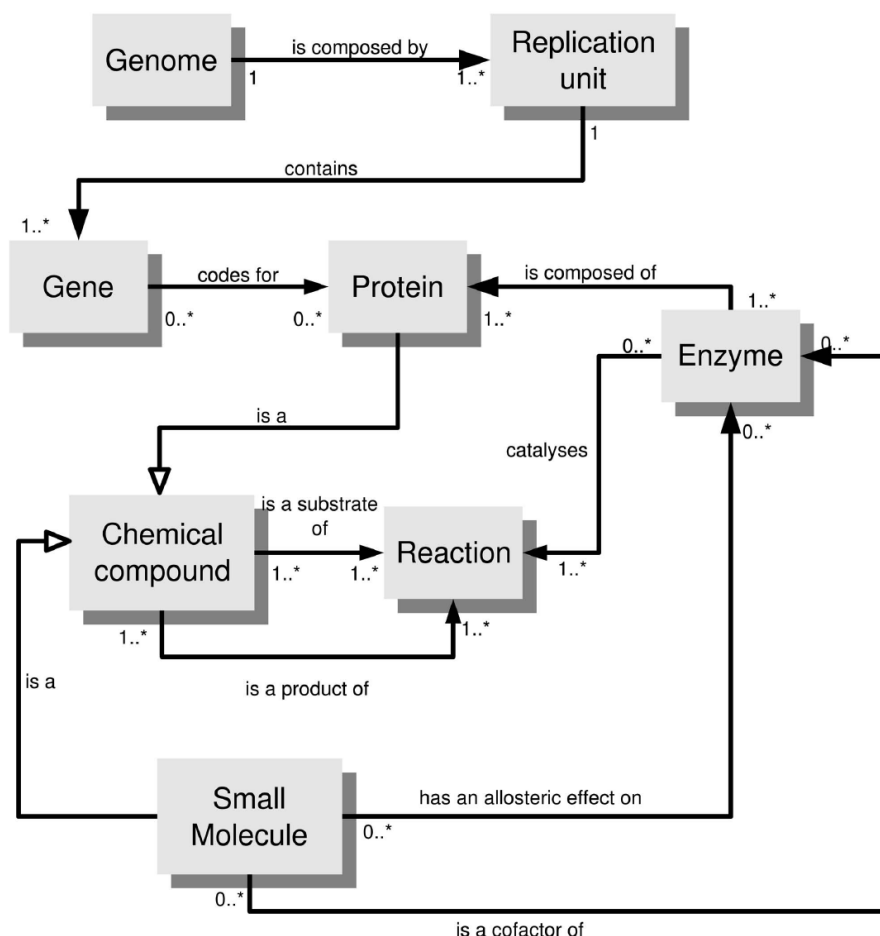 Genome
is composed by
Replication
unit
1
1..*
1
contains
1..*
Gene
codes for
Protein
is composed of
0..*
0..*
1..*
1..*
Enzyme
0..*
0..*
is a
catalyses
0..*
Chemical
compound
is a substrate
of
Reaction
1..*
1..*
1..*
1..*
1..*
is a
is a product of
Small
Molecule
has an allosteric effect on
0..*
0..*
is a cofactor of